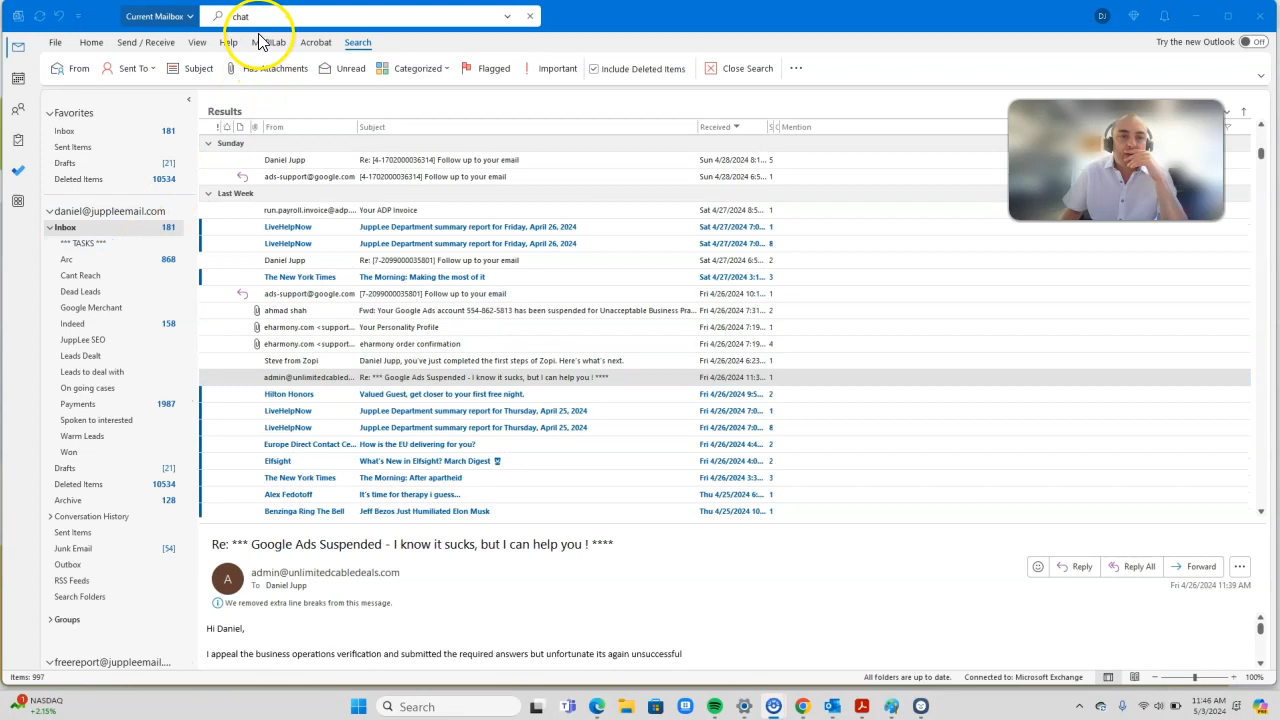 Current Mailbox chat DJ
File Home Send / Receive View Help Acrobat Search Try the new Outlook Off
From Sent To Subject Has Attachments Unread Categorized Flagged ! Important Include Deleted Items Close Search ...
Favorites
Inbox 181
Sent Items
Drafts [21]
Deleted Items 10534
daniel@juppleemail.com
Inbox 181
*** TASKS ***
Arc 868
Cant Reach
Dead Leads
Google Merchant
Indeed 158
JuppLee SEO
Leads Dealt
Leads to deal with
On going cases
Payments 1987
Spoken to interested
Warm Leads
Won
Drafts [21]
Deleted Items 10534
Archive 128
Conversation History
Sent Items
Junk Email [54]
Outbox
RSS Feeds
Search Folders
Groups
freereport@juppleemail....
Results
! From Subject Received Mention
Sunday
Daniel Jupp Re: [4-1702000036314] Follow up to your email Sun 4/28/2024 8:1... 5
ads-support@google.com [4-1702000036314] Follow up to your email Sun 4/28/2024 6:5... 1
Last Week
run.payroll.invoice@adp.... Your ADP Invoice Sat 4/27/2024 8:5... 1
LiveHelpNow JuppLee Department summary report for Friday, April 26, 2024 Sat 4/27/2024 7:0... 1
LiveHelpNow JuppLee Department summary report for Friday, April 26, 2024 Sat 4/27/2024 7:0... 8
Daniel Jupp Re: [7-2099000035801] Follow up to your email Sat 4/27/2024 6:0... 2
The New York Times The Morning: Making the most of it Sat 4/27/2024 3:1... 3
ads-support@google.com [7-2099000035801] Follow up to your email Fri 4/26/2024 10:1... 1
ahmad shah Fwd: Your Google Ads account 554-862-5813 has been suspended for Unacceptable Business Pra... Fri 4/26/2024 7:31... 2
eharmony.com <support... Your Personality Profile Fri 4/26/2024 7:19... 1
eharmony.com <support... eharmony order confirmation Fri 4/26/2024 7:19... 4
Steve from Zopi Daniel Jupp, you've just completed the first steps of Zopi. Here's what's next. Fri 4/26/2024 6:23... 1
admin@unlimitedcabled... Re: *** Google Ads Suspended - I know it sucks, but I can help you ! **** Fri 4/26/2024 11:3... 1
Hilton Honors Valued Guest, get closer to your first free night. Fri 4/26/2024 9:5... 2
LiveHelpNow JuppLee Department summary report for Thursday, April 25, 2024 Fri 4/26/2024 7:0... 1
LiveHelpNow JuppLee Department summary report for Thursday, April 25, 2024 Fri 4/26/2024 7:0... 8
Europe Direct Contact Ce... How is the EU delivering for you? Fri 4/26/2024 4:4... 2
Elfsight What's New in Elfsight? March Digest Fri 4/26/2024 4:0... 2
The New York Times The Morning: After apartheid Fri 4/26/2024 3:3... 3
Alex Fedotoff It's time for therapy i guess... Thu 4/25/2024 6:... 1
Benzinga Ring The Bell Jeff Bezos Just Humiliated Elon Musk Thu 4/25/2024 10... 1
Re: *** Google Ads Suspended - I know it sucks, but I can help you ! ****
A admin@unlimitedcabledeals.com
To Daniel Jupp
Reply Reply All Forward ...
Fri 4/26/2024 11:39 AM
We removed extra line breaks from this message.
Hi Daniel,
I appeal the business operations verification and submitted the required answers but unfortunate its again unsuccessful
Items: 997 All folders are up to date. Connected to: Microsoft Exchange 100%
NASDAQ
+2.15%
1
Search
11:46 AM
5/3/2024